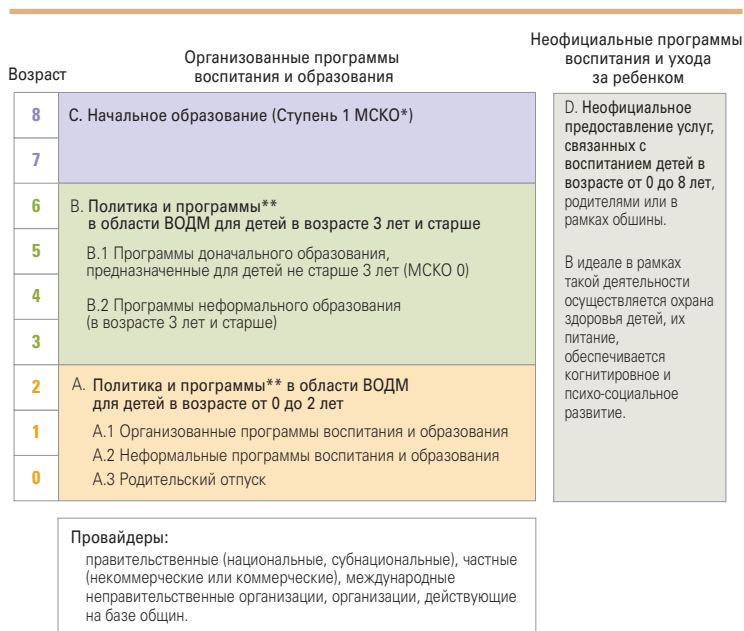 Возраст
Организованные программы
воспитания и образования
Неофициальные программы
воспитания и ухода
за ребенком
8
7
6
5
4
3
2
1
0
C. Начальное образование (Ступень 1 МСКО*)
B. Политика и программы**
в области ВОДМ для детей в возрасте 3 лет и старше
B.1 Программы доначального образования,
предназначенные для детей не старше 3 лет (МСКО 0)
B.2 Программы неформального образования
(в возрасте 3 лет и старше)
A. Политика и программы** в области ВОДМ
для детей в возрасте от 0 до 2 лет
A.1 Организованные программы воспитания и образования
A.2 Неформальные программы воспитания и образования
A.3 Родительский отпуск
D. Неофициальное
предоставление услуг,
связанных с
воспитанием детей в
возрасте от 0 до 8 лет,
родителями или в
рамках обшины.
В идеале в рамках
такой деятельности
осуществляется охрана
здоровья детей, их
питание,
обеспечивается
когнитировное и
психо-социальное
развитие.
Провайдеры:
правительственные (национальные, субнациональные), частные
(некоммерческие или коммерческие), международные
неправительственные организации, организации, действующие
на базе общин.